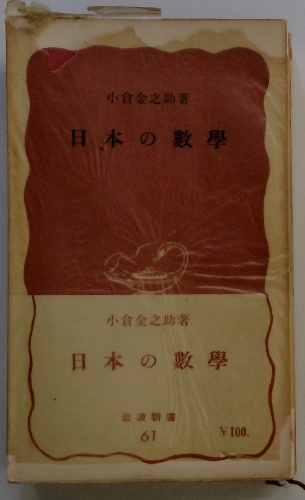 小倉金之助著
日本の數學
小倉金之助著
日本の數學
岩波新書
61
￥100.